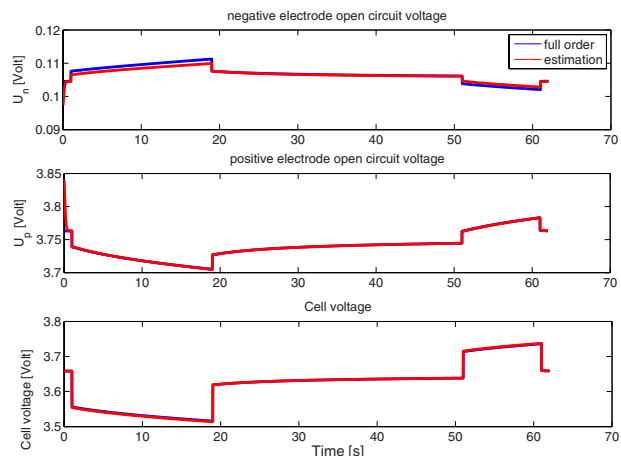 negative electrode open circuit voltage
U_n [Volt]
0.12
0.11
0.1
0.09
full order
estimation
0 10 20 30 40 50 60 70
positive electrode open circuit voltage
U_p [Volt]
3.85
3.8
3.75
3.7
0 10 20 30 40 50 60 70
Cell voltage
Cell voltage [Volt]
3.8
3.7
3.6
3.5
0 10 20 30 40 50 60 70
Time [s]